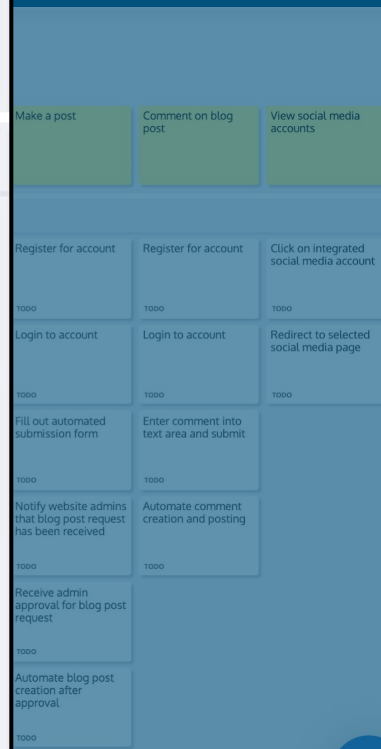 Make a post
Comment on blog
post
View social media
accounts
Register for account
Register for account
Click on integrated
social media account
TODO
TODO
TODO
Login to account
Login to account
Redirect to selected
social media page
TODO
TODO
TODO
Fill out automated
submission form
Enter comment into
text area and submit
TODO
TODO
Notify website admins
that blog post request
has been received
Automate comment
creation and posting
TODO
TODO
Receive admin
approval for blog post
request
TODO
Automate blog post
creation after
approval
TODO